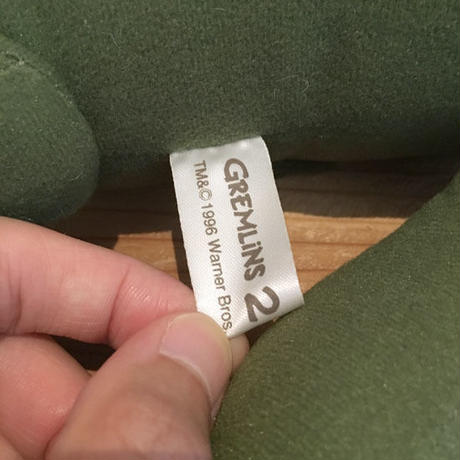 GREMLINS 2
TM&© 1996 Warner Bros.